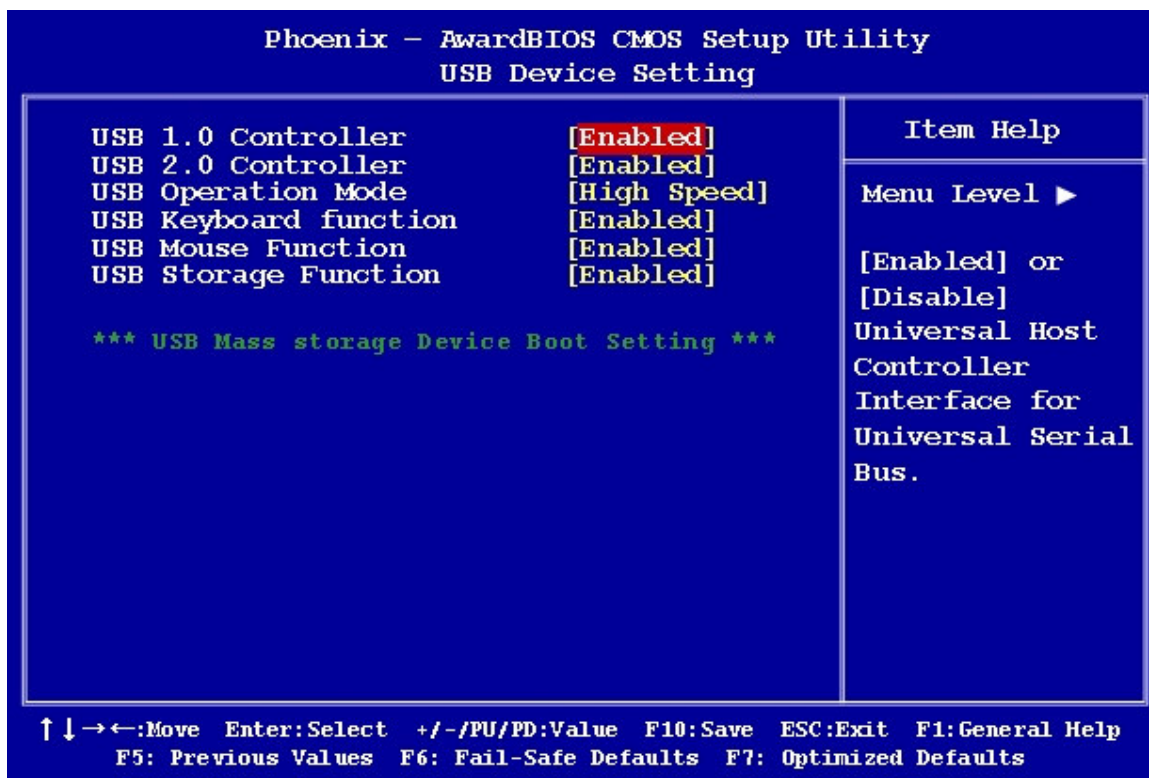 Phoenix – AwardBIOS CMOS Setup Utility
USB Device Setting
USB 1.0 Controller [Enabled]
USB 2.0 Controller [Enabled]
USB Operation Mode [High Speed]
USB Keyboard function [Enabled]
USB Mouse Function [Enabled]
USB Storage Function [Enabled]
*** USB Mass storage Device Boot Setting ***
Item Help
Menu Level ▶
[Enabled] or
[Disable]
Universal Host
Controller
Interface for
Universal Serial
Bus.
↑↓→←:Move Enter:Select +/-/PU/PD:Value F10:Save ESC:Exit F1:General Help
F5: Previous Values F6: Fail-Safe Defaults F7: Optimized Defaults